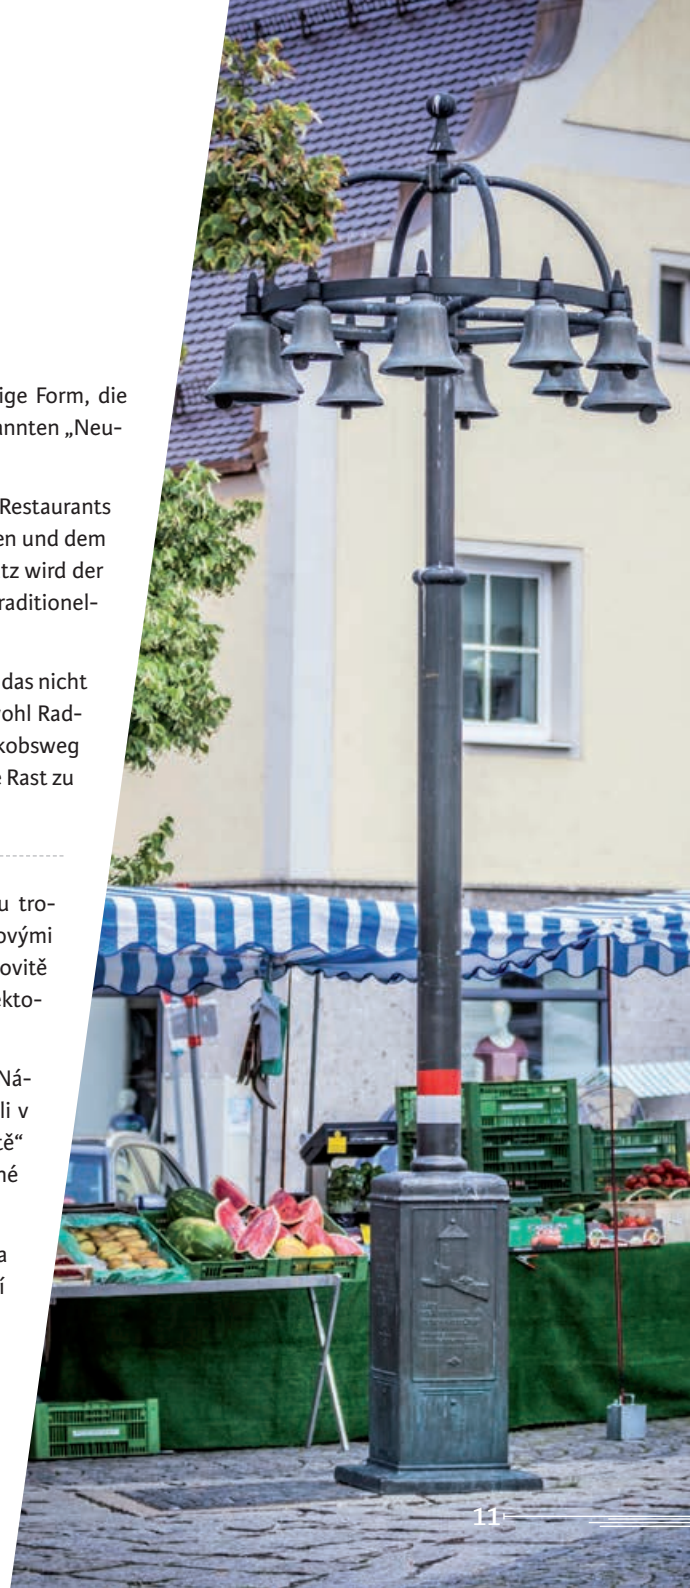 ige Form, die
annten „Neu-
Restaurants
en und dem
tz wird der
raditionel-
das nicht
ohl Rad-
kobsweg
e Rast zu
u tro-
ovými
ovitě
ekto-
Ná-
li v
tě“
né
a
í
11